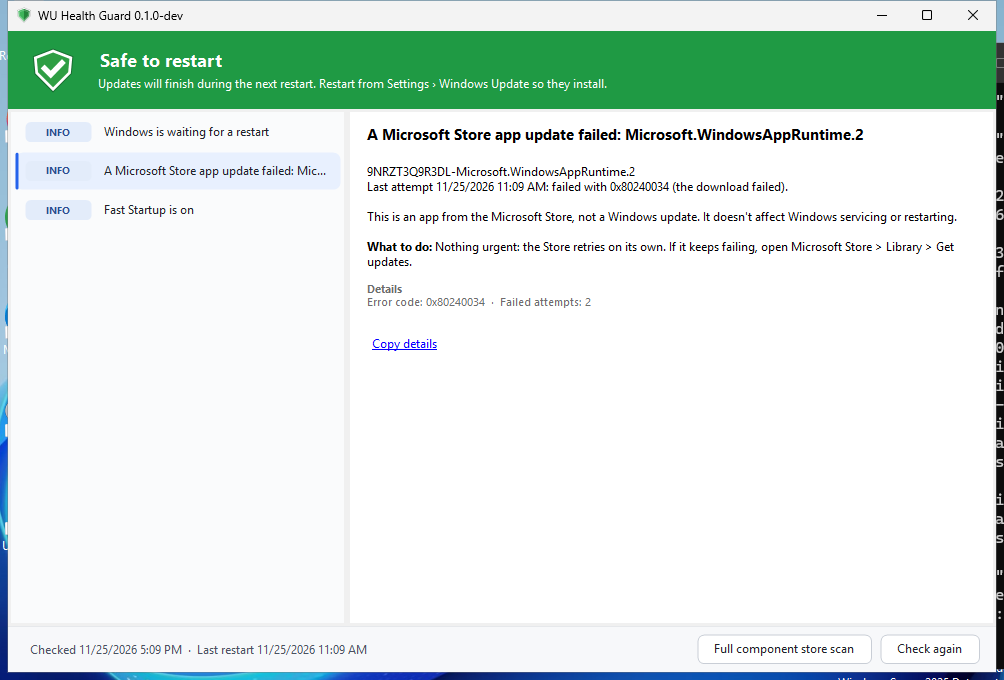 WU Health Guard 0.1.0-dev
Safe to restart
Updates will finish during the next restart. Restart from Settings › Windows Update so they install.
INFO Windows is waiting for a restart
INFO A Microsoft Store app update failed: Mic...
INFO Fast Startup is on
A Microsoft Store app update failed: Microsoft.WindowsAppRuntime.2
9NRZT3Q9R3DL-Microsoft.WindowsAppRuntime.2
Last attempt 11/25/2026 11:09 AM: failed with 0x80240034 (the download failed).
This is an app from the Microsoft Store, not a Windows update. It doesn't affect Windows servicing or restarting.
What to do: Nothing urgent: the Store retries on its own. If it keeps failing, open Microsoft Store > Library > Get
updates.
Details
Error code: 0x80240034 · Failed attempts: 2
Copy details
Checked 11/25/2026 5:09 PM · Last restart 11/25/2026 11:09 AM
Full component store scan
Check again